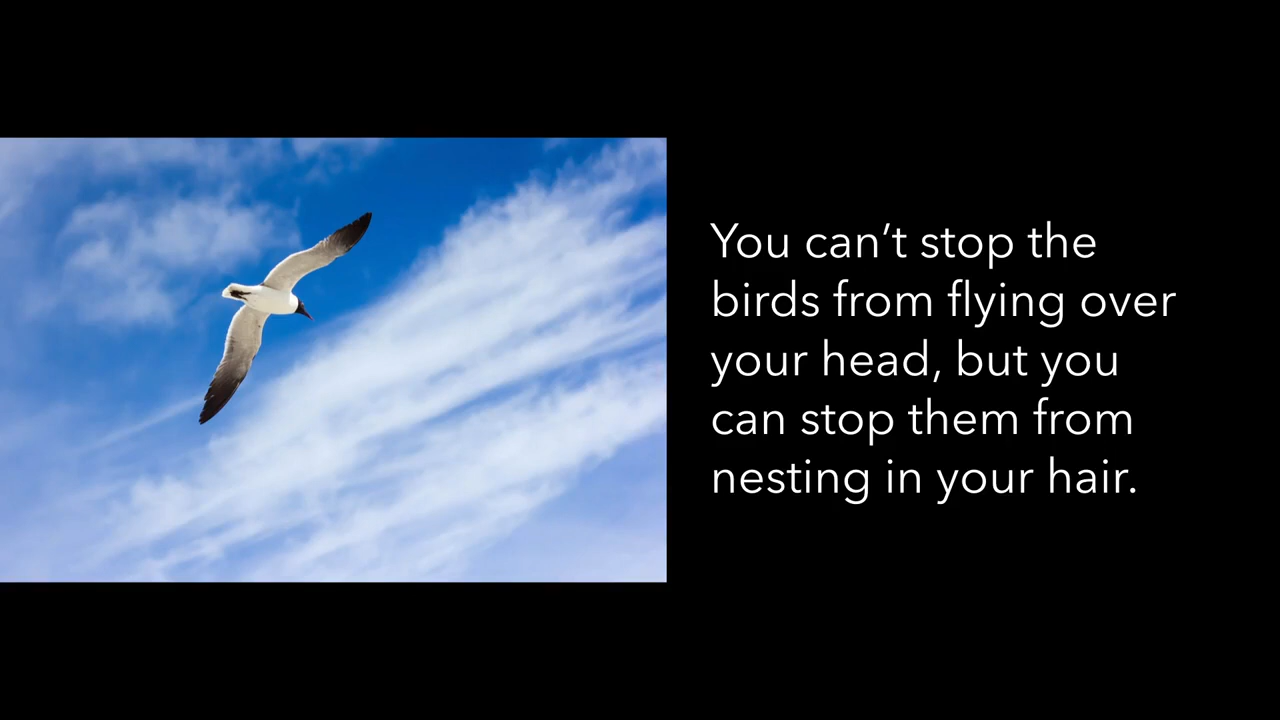 You can’t stop the
birds from flying over
your head, but you
can stop them from
nesting in your hair.